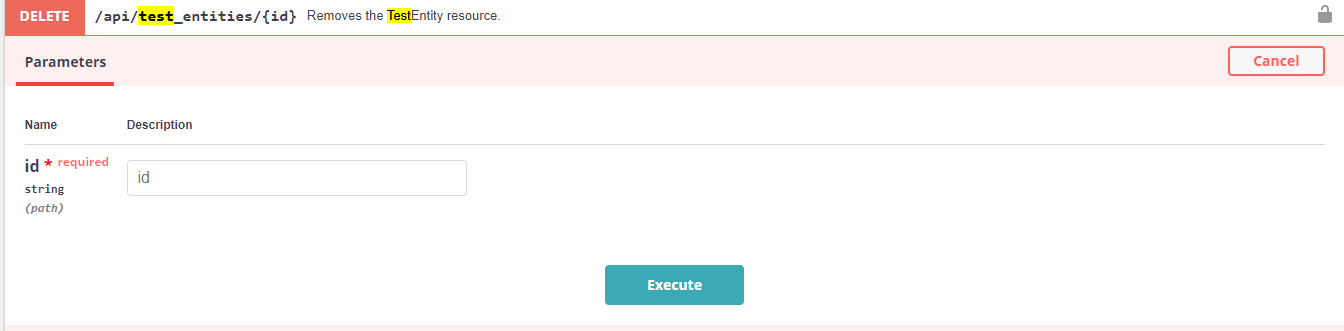 DELETE /api/test_entities/{id} Removes the TestEntity resource.
Parameters Cancel
Name Description
id * required id
string
(path)
Execute